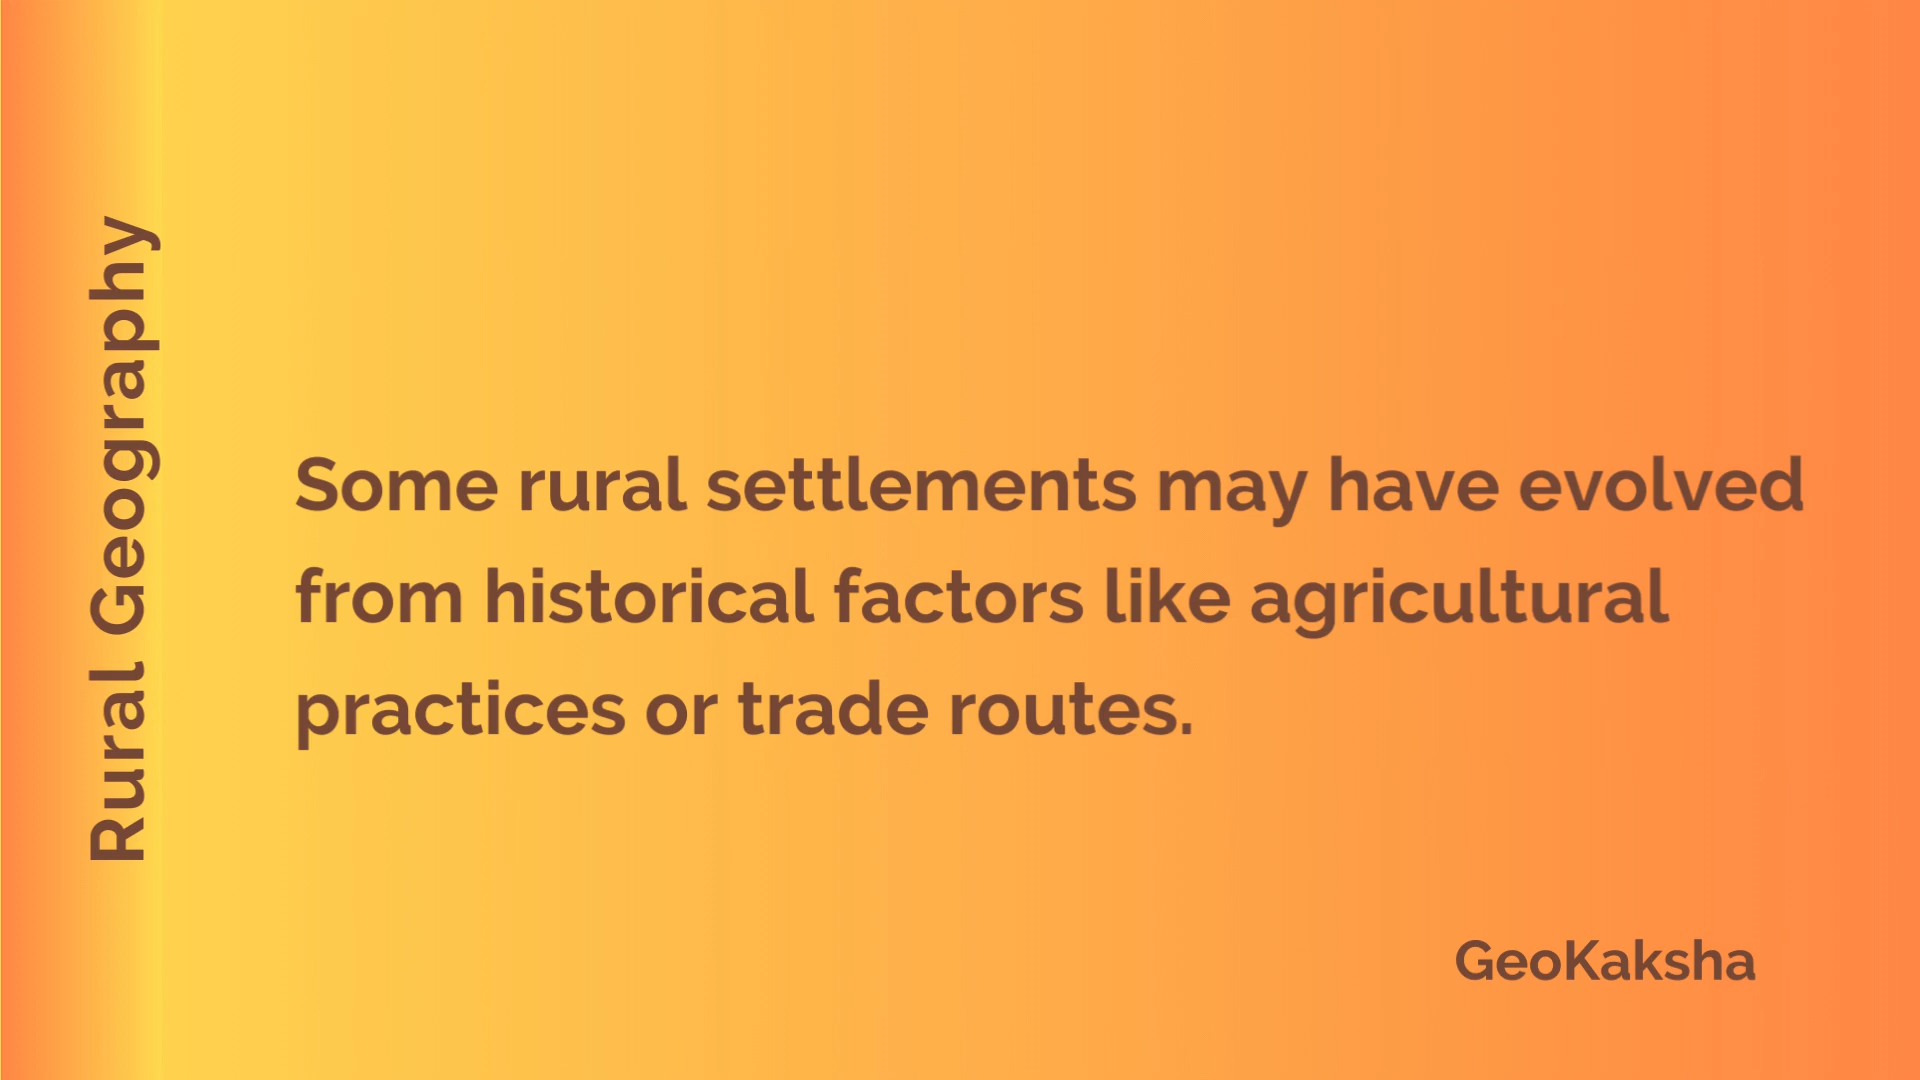 Rural Geography
Some rural settlements may have evolved
from historical factors like agricultural
practices or trade routes.
GeoKaksha